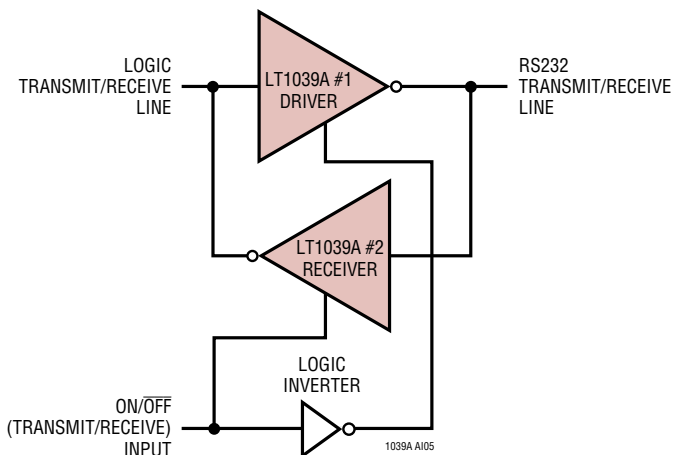 LOGIC
TRANSMIT/RECEIVE
LINE
LT1039A #1
DRIVER
RS232
TRANSMIT/RECEIVE
LINE
LT1039A #2
RECEIVER
LOGIC
INVERTER
ON/OFF
(TRANSMIT/RECEIVE)
INPUT
1039A AI05